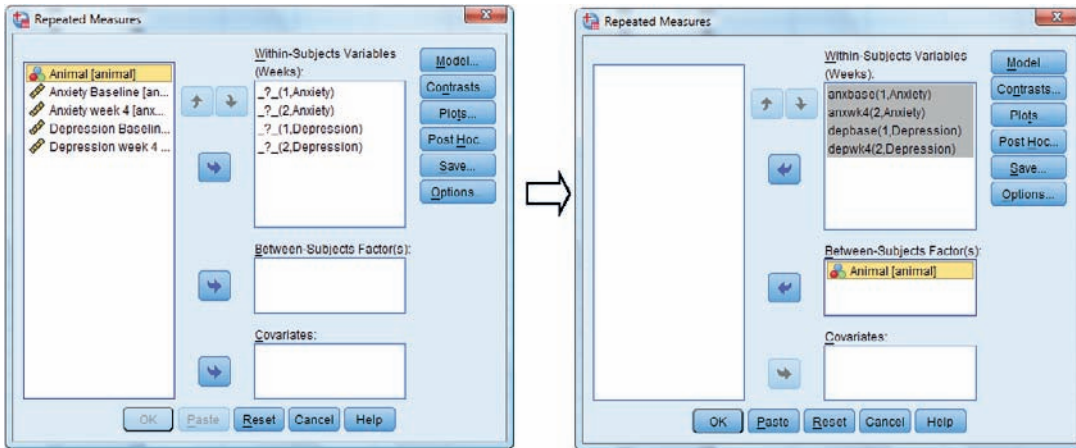 Repeated Measures
Animal [animal]
Anxiety Baseline [an...
Anxiety week 4 [anx...
Depression Baselin...
Depression week 4 ...
Within-Subjects Variables
(Weeks):
_?_(1,Anxiety)
_?_(2,Anxiety)
_?_(1,Depression)
_?_(2,Depression)
Between-Subjects Factor(s):
Covariates:
Model...
Contrasts
Plots...
Post Hoc.
Save...
Options.
OK Paste Reset Cancel Help
Repeated Measures
Within-Subjects Variables
(Weeks):
anxbase(1,Anxiety)
anxwk4(2,Anxiety)
depbase(1,Depression)
depwk4(2,Depression)
Between-Subjects Factor(s):
Animal [animal]
Covariates:
Model
Contrasts...
Plots
Post Hoc...
Save...
Options...
OK Paste Reset Cancel Help